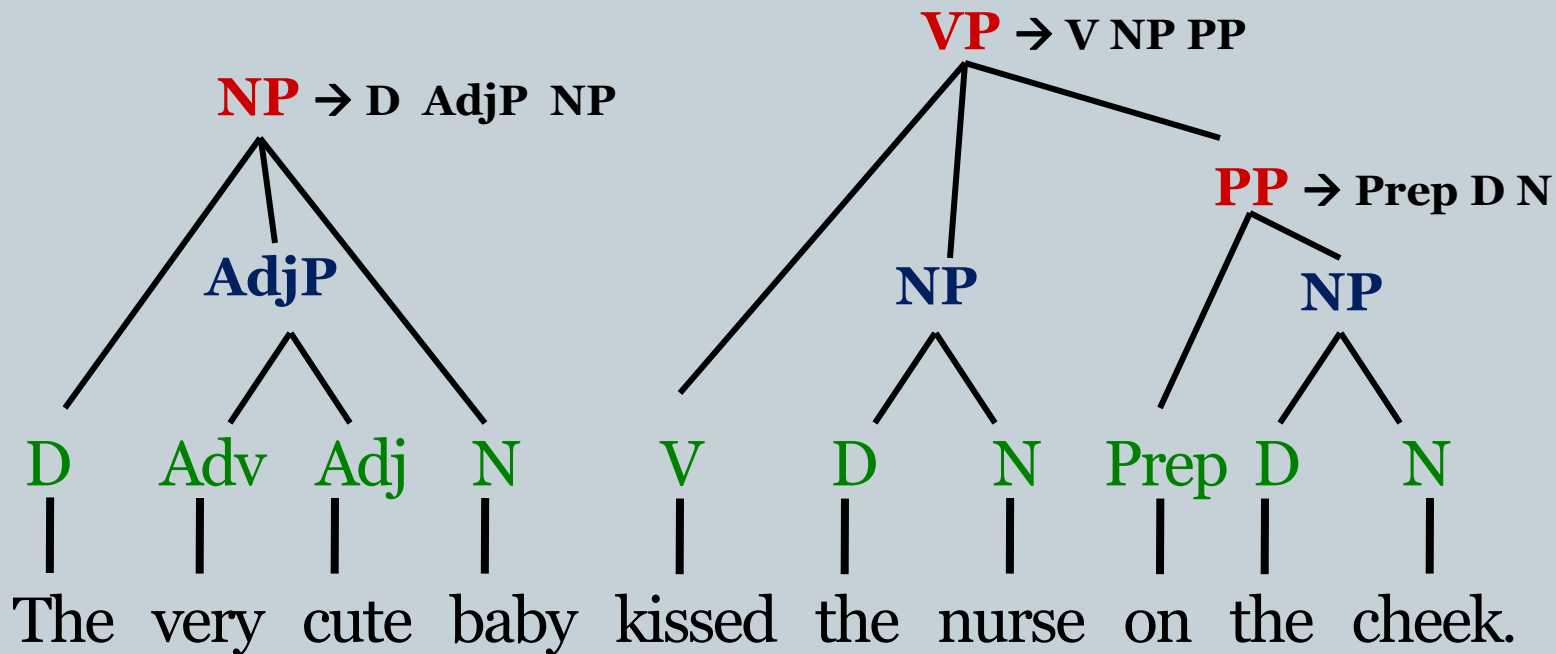 VP → V NP PP
NP → D AdjP NP
PP → Prep D N
AdjP NP NP
D Adv Adj N V D N Prep D N
The very cute baby kissed the nurse on the cheek.